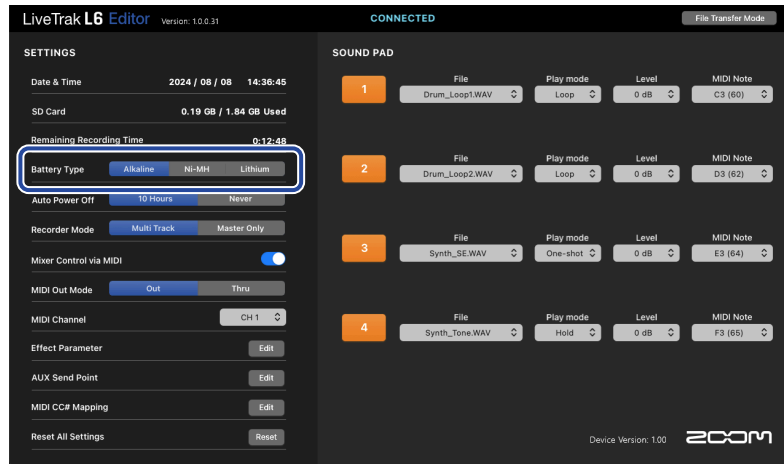 LiveTrak L6 Editor Version: 1.0.0.31
CONNECTED
File Transfer Mode
SETTINGS
Date & Time 2024 / 08 / 08 14:36:45
SD Card 0.19 GB / 1.84 GB Used
Remaining Recording Time 0:12:48
Battery Type Alkaline Ni-MH Lithium
Auto Power Off 10 Hours Never
Recorder Mode Multi Track Master Only
Mixer Control via MIDI
MIDI Out Mode Out Thru
MIDI Channel CH 1
Effect Parameter Edit
AUX Send Point Edit
MIDI CC# Mapping Edit
Reset All Settings Reset
SOUND PAD
File Play mode Level MIDI Note
1 Drum_Loop1.WAV Loop 0 dB C3 (60)
File Play mode Level MIDI Note
2 Drum_Loop2.WAV Loop 0 dB D3 (62)
File Play mode Level MIDI Note
3 Synth_SE.WAV One-shot 0 dB E3 (64)
File Play mode Level MIDI Note
4 Synth_Tone.WAV Hold 0 dB F3 (65)
Device Version: 1.00 ZOOM